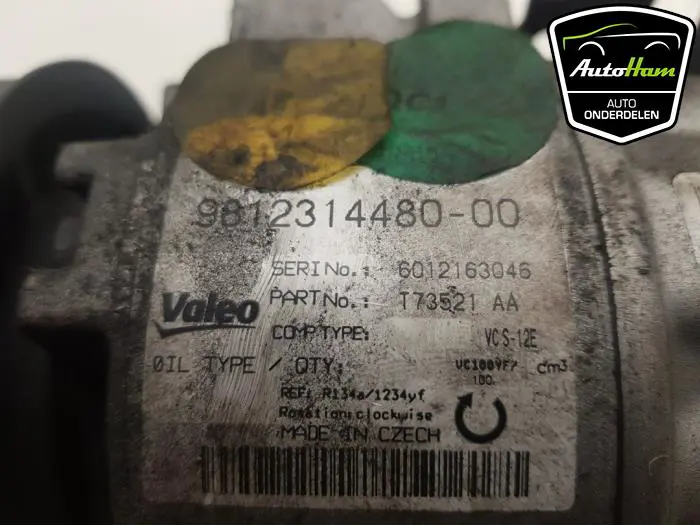 AutoHam
AUTO
ONDERDELEN
9812314480-00
SERI No.: 6012163046
Valeo
PART No.: T73521 AA
COMP TYPE: VCS-12E
OIL TYPE / QTY: VC100YF? cm3
180
REF: R134a/1234yf
Rotation:clockwise
MADE IN CZECH